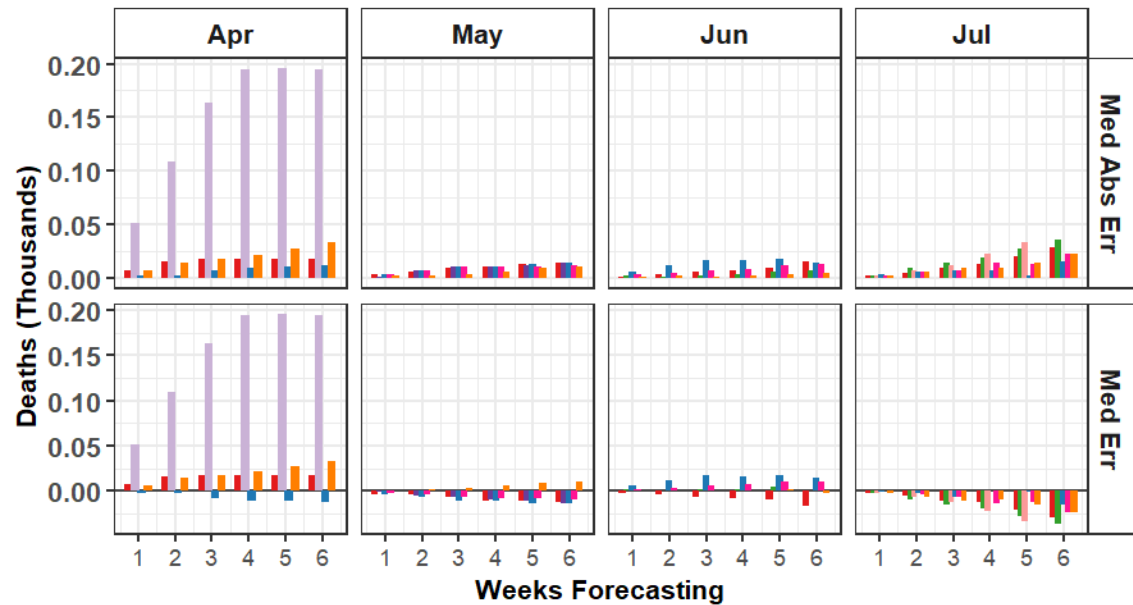 Apr May Jun Jul
0.20
0.15
0.10
0.05
0.00
Med Abs Err
Deaths (Thousands)
0.20
0.15
0.10
0.05
0.00
Med Err
1 2 3 4 5 6 1 2 3 4 5 6 1 2 3 4 5 6 1 2 3 4 5 6
Weeks Forecasting